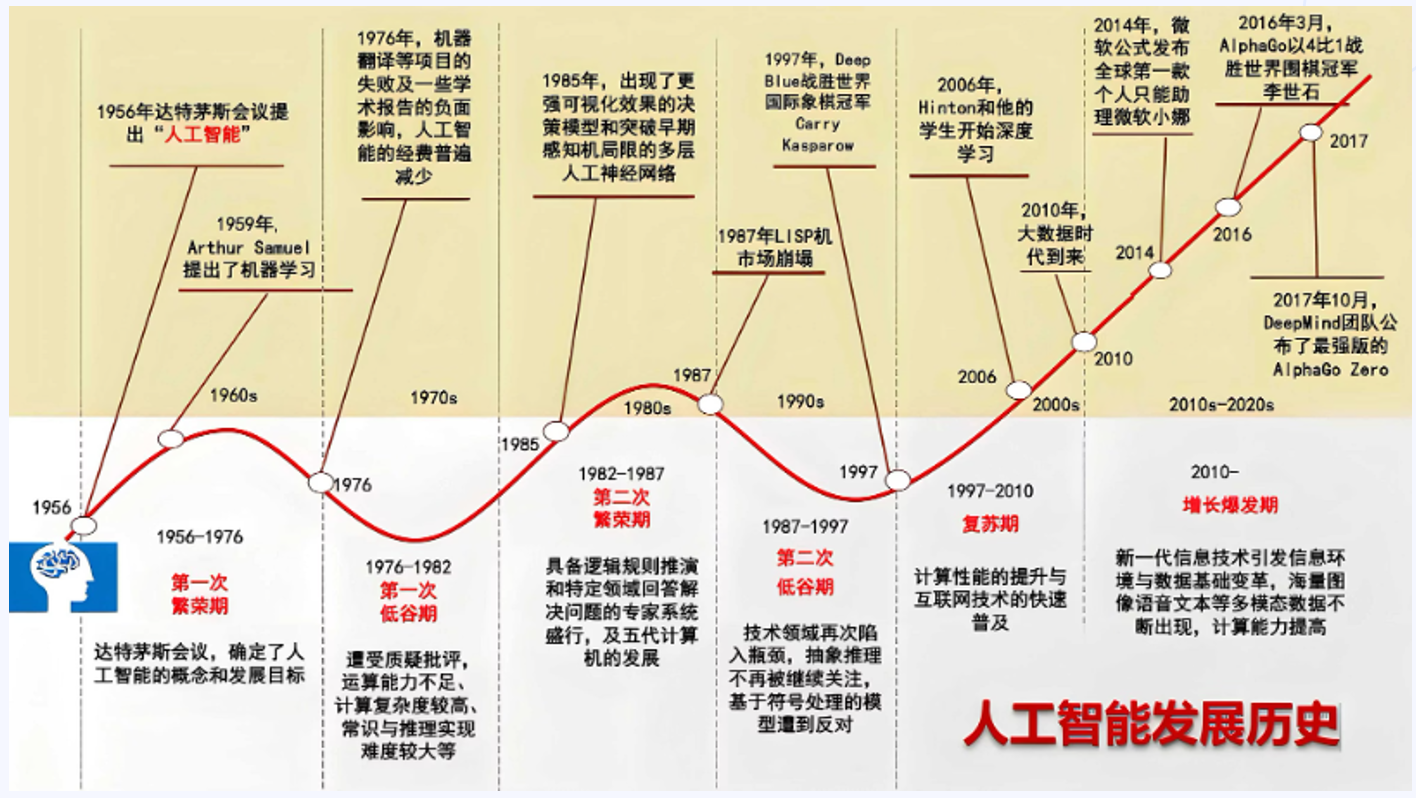 1956年达特茅斯会议提
出“人工智能”
1959年,
Arthur Samuel
提出了机器学习
1976年，机器
翻译等项目的
失败及一些学
术报告的负面
影响，人工智
能的经费普遍
减少
1985年，出现了更
强可视化效果的决
策模型和突破早期
感知机局限的多层
人工神经网络
1987年LISP机
市场崩塌
1997年，Deep
Blue战胜世界
国际象棋冠军
Carry
Kasparow
2006年，
Hinton和他的
学生开始深度
学习
2010年，
大数据时
代到来
2014年，微
软公式发布
全球第一款
个人只能助
理微软小娜
2016年3月，
AlphaGo以4比1战
胜世界围棋冠军
李世石
2017年10月，
DeepMind团队公
布了最强版的
AlphaGo Zero
1956
1976
1985
1987
1997
2006
2010
2014
2016
2017
1960s
1970s
1980s
1990s
2000s
2010s-2020s
1956-1976
第一次
繁荣期
达特茅斯会议，确定了人
工智能的概念和发展目标
1976-1982
第一次
低谷期
遭受质疑批评，
运算能力不足、
计算复杂度较高、
常识与推理实现
难度较大等
1982-1987
第二次
繁荣期
具备逻辑规则推演
和特定领域回答解
决问题的专家系统
盛行，及五代计算
机的发展
1987-1997
第二次
低谷期
技术领域再次陷
入瓶颈，抽象推理
不再被继续关注，
基于符号处理的模
型遭到反对
1997-2010
复苏期
计算性能的提升与
互联网技术的快速
普及
2010-
增长爆发期
新一代信息技术引发信息环
境与数据基础变革，海量图
像语音文本等多模态数据不
断出现，计算能力提高
人工智能发展历史